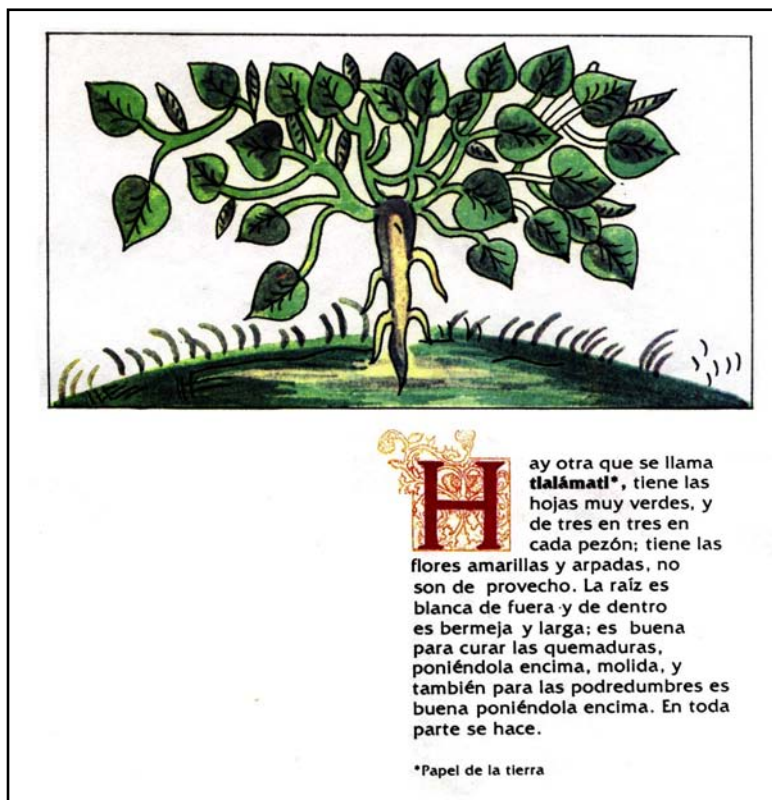 Hay otra que se llama
tlalámatl*, tiene las
hojas muy verdes, y
de tres en tres en
cada pezón; tiene las
flores amarillas y arpadas, no
son de provecho. La raíz es
blanca de fuera y de dentro
es bermeja y larga; es buena
para curar las quemaduras,
poniéndola encima, molida, y
también para las podredumbres es
buena poniéndola encima. En toda
parte se hace.
*Papel de la tierra